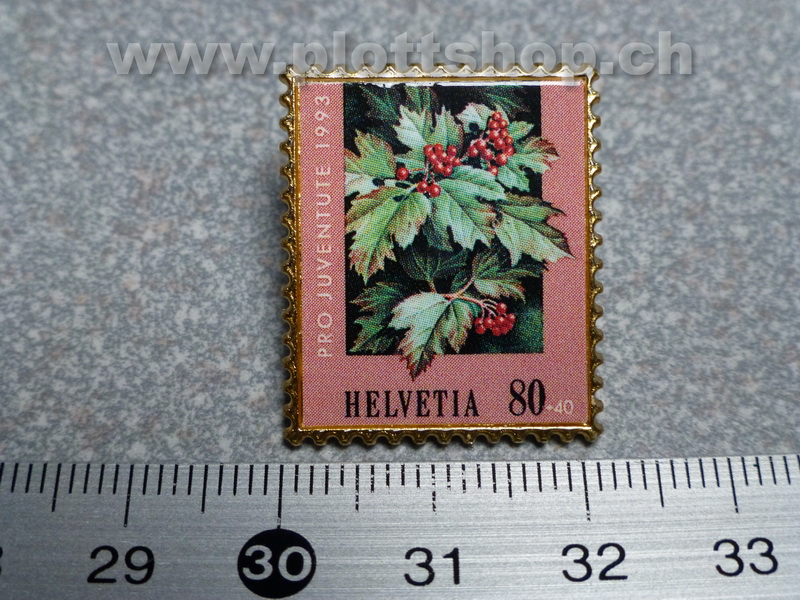 www.plottshop.ch
PRO JUVENTUTE 1993
HELVETIA 80+40
29 30 31 32 33